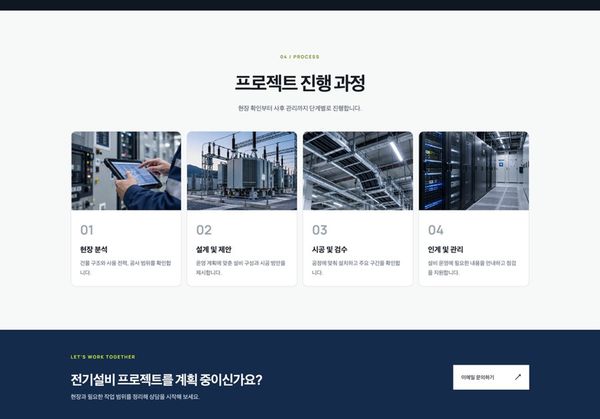 04 / PROCESS
프로젝트 진행 과정
현장 확인부터 사후 관리까지 단계별로 진행합니다.
01
현장 분석
건물 구조와 사용 전력, 공사 범위를 확인합
니다.
02
설계 및 제안
운영 계획에 맞춘 설비 구성과 시공 방안을
제시합니다.
03
시공 및 검수
공정에 맞춰 설치하고 주요 구간을 확인합
니다.
04
인계 및 관리
설비 운영에 필요한 내용을 안내하고 점검
을 지원합니다.
LET'S WORK TOGETHER
전기설비 프로젝트를 계획 중이신가요?
현장과 필요한 작업 범위를 정리해 상담을 시작해 보세요.
이메일 문의하기